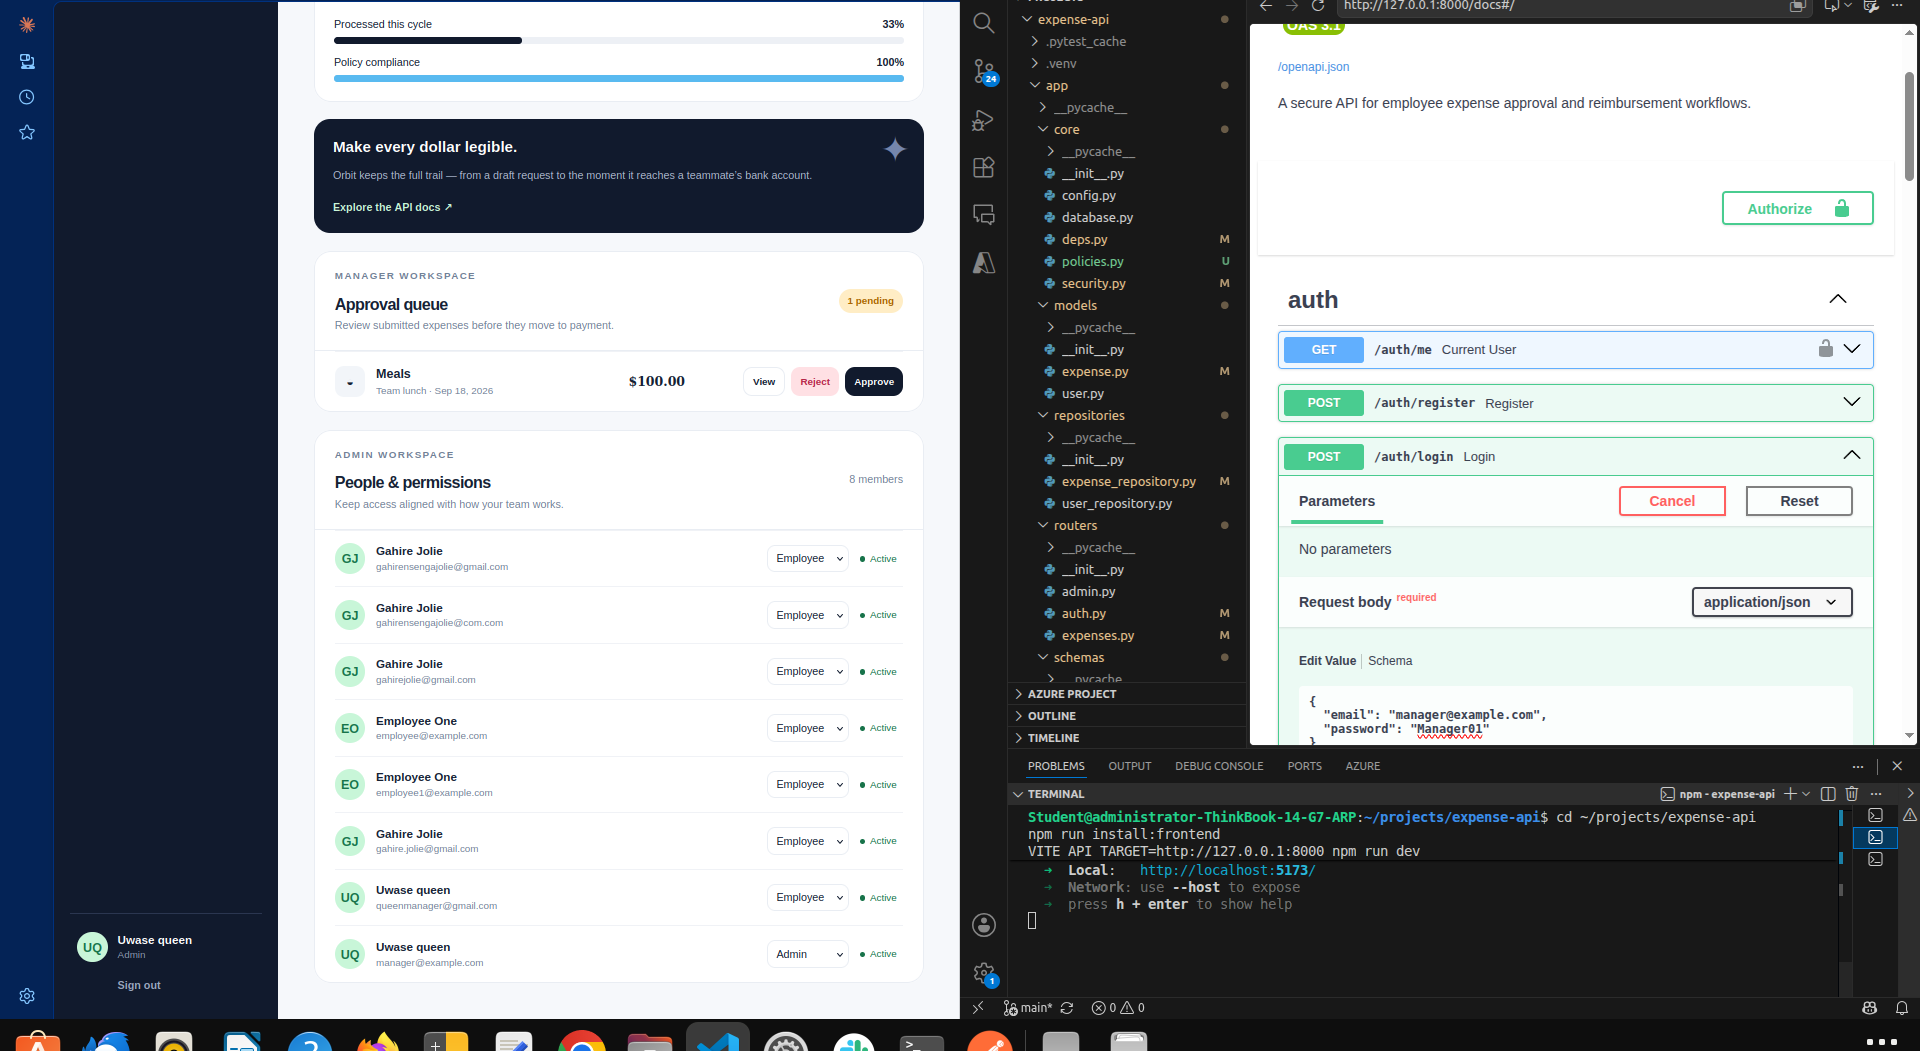 Processed this cycle
33%
Policy compliance
100%
Make every dollar legible.
Orbit keeps the full trail — from a draft request to the moment it reaches a teammate's bank account.
Explore the API docs ↗
MANAGER WORKSPACE
Approval queue
1 pending
Review submitted expenses before they move to payment.
Meals
Team lunch · Sep 18, 2026
$100.00
View
Reject
Approve
ADMIN WORKSPACE
People & permissions
8 members
Keep access aligned with how your team works.
GJ
Gahire Jolie
gahirensengajolie@gmail.com
Employee
Active
GJ
Gahire Jolie
gahirensengajolie@com.com
Employee
Active
GJ
Gahire Jolie
gahirejolie@gmail.com
Employee
Active
EO
Employee One
employee@example.com
Employee
Active
EO
Employee One
employee1@example.com
Employee
Active
GJ
Gahire Jolie
gahire.jolie@gmail.com
Employee
Active
UQ
Uwase queen
queenmanager@gmail.com
Employee
Active
UQ
Uwase queen
manager@example.com
Admin
Active
UQ
Uwase queen
Admin
Sign out
expense-api
.pytest_cache
.venv
app
__pycache__
core
__pycache__
__init__.py
config.py
database.py
deps.py M
policies.py U
security.py M
models
__pycache__
__init__.py
expense.py M
user.py
repositories
__pycache__
__init__.py
expense_repository.py M
user_repository.py
routers
__pycache__
__init__.py
admin.py
auth.py M
expenses.py M
schemas
__pycache__
AZURE PROJECT
OUTLINE
TIMELINE
24
1
http://127.0.0.1:8000/docs#/
OAS 3.1
/openapi.json
A secure API for employee expense approval and reimbursement workflows.
Authorize
auth
GET /auth/me Current User
POST /auth/register Register
POST /auth/login Login
Parameters
Cancel
Reset
No parameters
Request body required
application/json
Edit Value | Schema
{
"email": "manager@example.com",
"password": "Manager01"
}
PROBLEMS OUTPUT DEBUG CONSOLE PORTS AZURE
TERMINAL
npm - expense-api
Student@administrator-ThinkBook-14-G7-ARP:~/projects/expense-api$ cd ~/projects/expense-api
npm run install:frontend
VITE_API_TARGET=http://127.0.0.1:8000 npm run dev
➜ Local: http://localhost:5173/
➜ Network: use --host to expose
➜ press h + enter to show help
main*
0
0